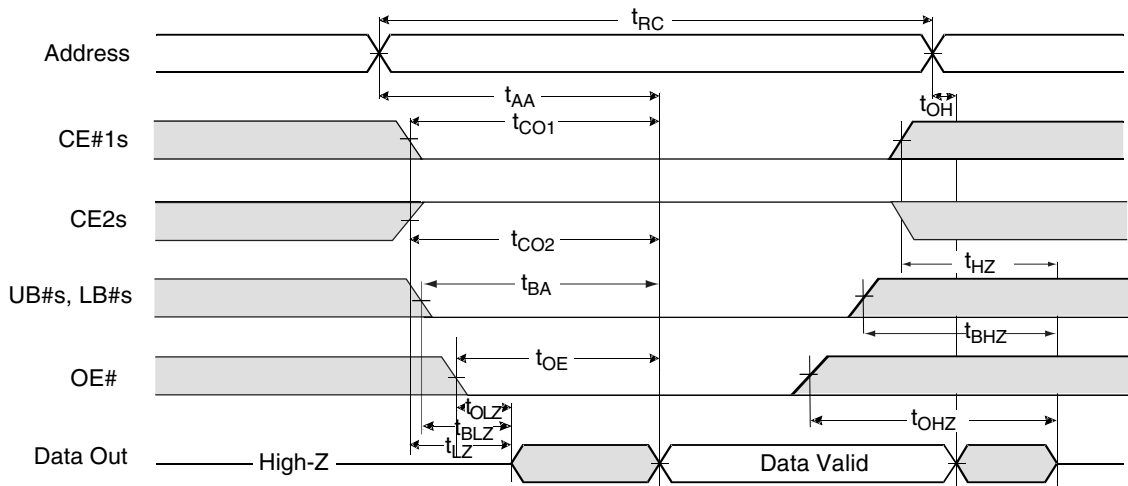 tRC
Address
tAA
tOH
tCO1
CE#1s
CE2s
tCO2
tHZ
UB#s, LB#s
tBA
tBHZ
tOE
OE#
tOLZ
tOHZ
tBLZ
tLZ
Data Out
High-Z
Data Valid